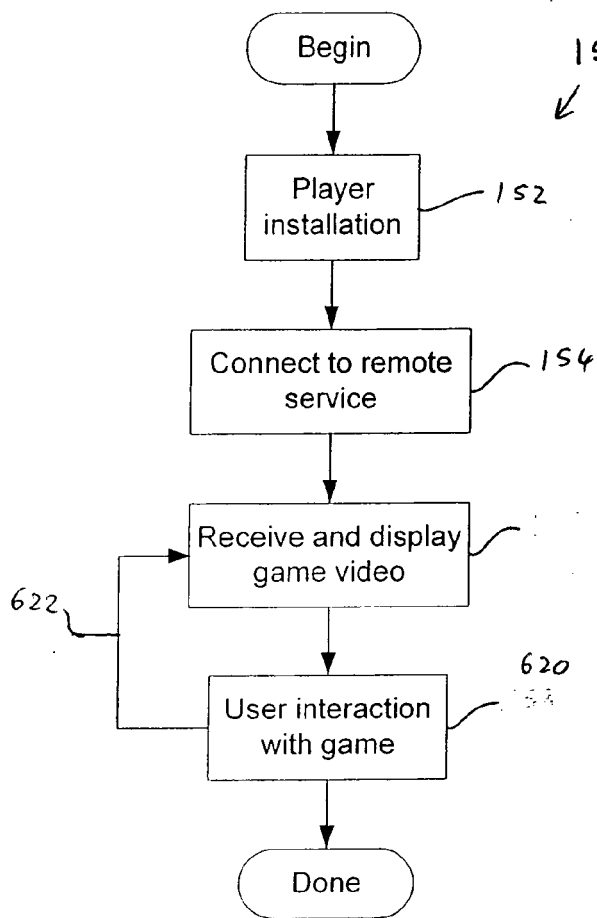 Begin
Player
installation
152
Connect to remote
service
154
Receive and display
game video
622
620
User interaction
with game
Done